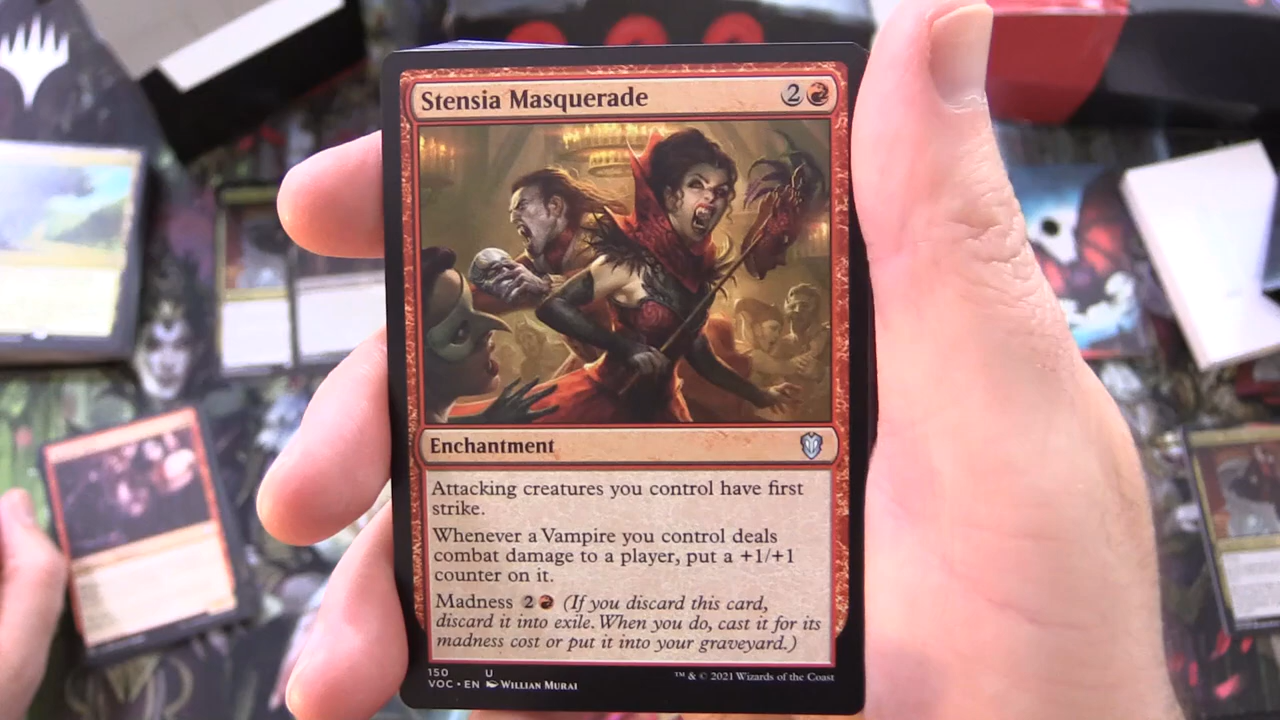 Stensia Masquerade 2
Enchantment
Attacking creatures you control have first
strike.
Whenever a Vampire you control deals
combat damage to a player, put a +1/+1
counter on it.
Madness 2 (If you discard this card,
discard it into exile. When you do, cast it for its
madness cost or put it into your graveyard.)
150 U
VOC • EN Willian Murai ™ & © 2021 Wizards of the Coast